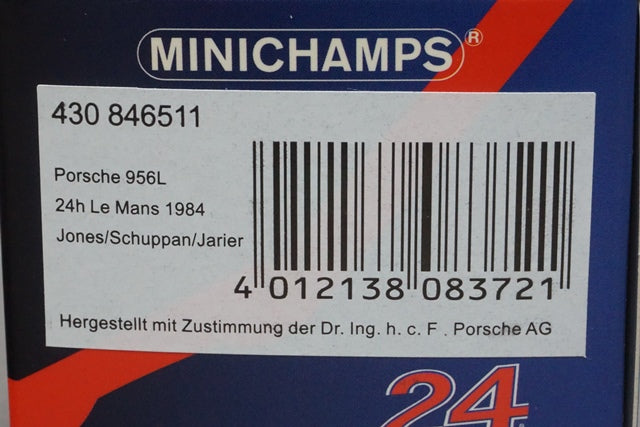 MINICHAMPS®
430 846511
Porsche 956L
24h Le Mans 1984
Jones/Schuppan/Jarier
4 012138 083721
Hergestellt mit Zustimmung der Dr. Ing. h. c. F . Porsche AG
24